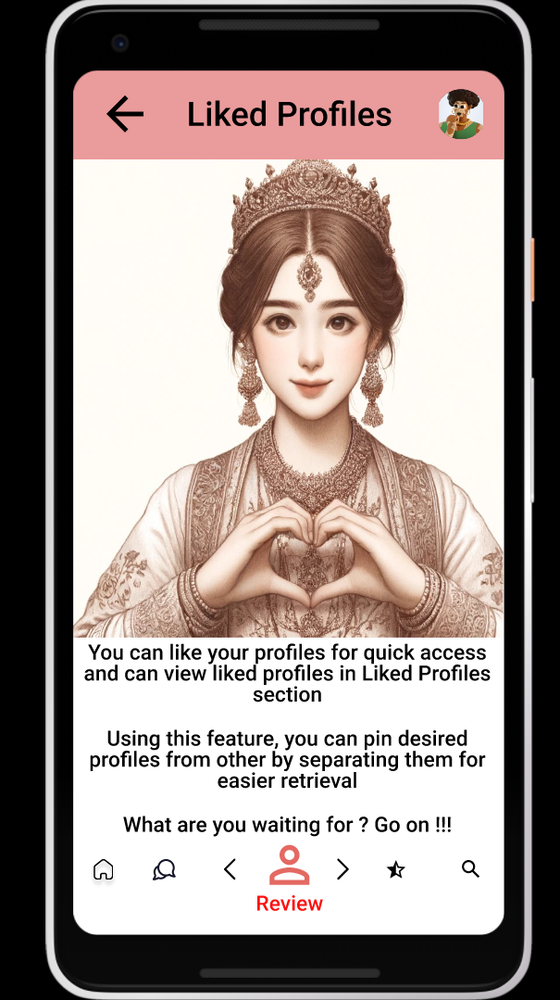 Liked Profiles
You can like your profiles for quick access
and can view liked profiles in Liked Profiles
section
Using this feature, you can pin desired
profiles from other by separating them for
easier retrieval
What are you waiting for ? Go on !!!
Review